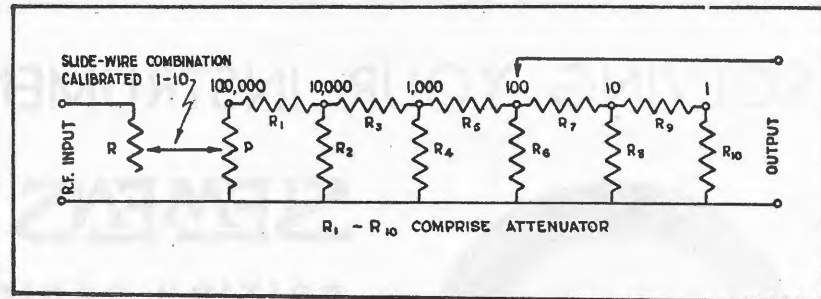 SLIDE-WIRE COMBINATION
CALIBRATED 1-10
100,000 10,000 1,000 100 10 1
R1 R3 R5 R7 R9
R.F. INPUT R P R2 R4 R6 R8 R10 OUTPUT
R1 - R10 COMPRISE ATTENUATOR